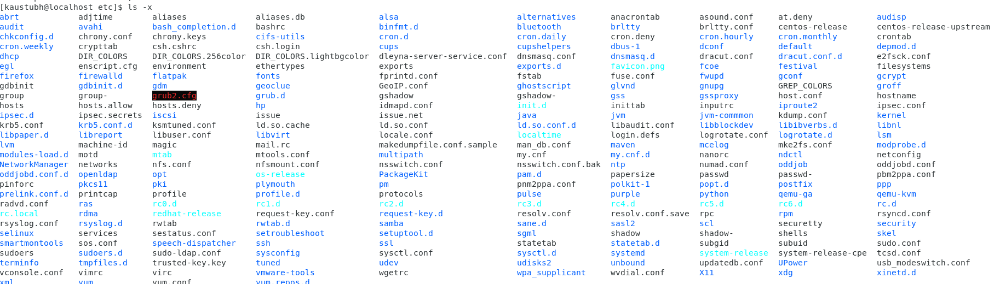 [kaustubh@localhost etc]$ ls -x
abrt adjtime aliases aliases.db alsa alternatives anacrontab asound.conf at.deny audisp
audit avahi bash_completion.d bashrc binfmt.d bluetooth brltty brltty.conf centos-release centos-release-upstream
chkconfig.d chrony.conf chrony.keys cifs-utils cron.d cron.daily cron.deny cron.hourly cron.monthly crontab
cron.weekly crypttab csh.cshrc csh.login cups cupshelpers dbus-1 dconf default depmod.d
dhcp DIR_COLORS DIR_COLORS.256color DIR_COLORS.lightbgcolor dleyna-server-service.conf dnsmasq.conf dnsmasq.d dracut.conf dracut.conf.d e2fsck.conf
egl enscript.cfg environment ethertypes exports exports.d favicon.png fcoe festival filesystems
firefox firewalld flatpak fonts fprintd.conf fstab fuse.conf fwupd gconf gcrypt
gdbinit gdbinit.d gdm geoclue GeoIP.conf ghostscript glvnd gnupg GREP_COLORS groff
group group- grub2.cfg grub.d gshadow gshadow- gss gssproxy host.conf hostname
hosts hosts.allow hosts.deny hp idmapd.conf init.d inittab inputrc iproute2 ipsec.conf
ipsec.d ipsec.secrets iscsi issue issue.net java jvm jvm-commmon kdump.conf kernel
krb5.conf krb5.conf.d ksmtuned.conf ld.so.cache ld.so.conf ld.so.conf.d libaudit.conf libblockdev libibverbs.d libnl
libpaper.d libreport libuser.conf libvirt locale.conf localtime login.defs logrotate.conf logrotate.d lsm
lvm machine-id magic mail.rc makedumpfile.conf.sample man_db.conf maven mcelog mke2fs.conf modprobe.d
modules-load.d motd mtab mtools.conf multipath my.cnf my.cnf.d nanorc ndctl netconfig
NetworkManager networks nfs.conf nfsmount.conf nsswitch.conf nsswitch.conf.bak ntp numad.conf oddjob oddjobd.conf
oddjobd.conf.d openldap opt os-release PackageKit pam.d papersize passwd passwd- pbm2ppa.conf
pinforc pkcs11 pki plymouth pm pnm2ppa.conf polkit-1 popt.d postfix ppp
prelink.conf.d printcap profile profile.d protocols pulse purple python qemu-ga qemu-kvm
radvd.conf ras rc0.d rc1.d rc2.d rc3.d rc4.d rc5.d rc6.d rc.d
rc.local rdma redhat-release request-key.conf request-key.d resolv.conf resolv.conf.save rpc rpm rsyncd.conf
rsyslog.conf rsyslog.d rwtab rwtab.d samba sane.d sasl2 scl securetty security
selinux services sestatus.conf setroubleshoot setuptool.d sgml shadow shadow- shells skel
smartmontools sos.conf speech-dispatcher ssh ssl statetab statetab.d subgid subuid sudo.conf
sudoers sudoers.d sudo-ldap.conf sysconfig sysctl.conf sysctl.d systemd system-release system-release-cpe tcsd.conf
terminfo tmpfiles.d trusted-key.key tuned udev udisks2 unbound updatedb.conf UPower usb_modeswitch.conf
vconsole.conf vimrc virc vmware-tools wgetrc wpa_supplicant wvdial.conf X11 xdg xinetd.d
xml yum yum.conf yum.repos.d